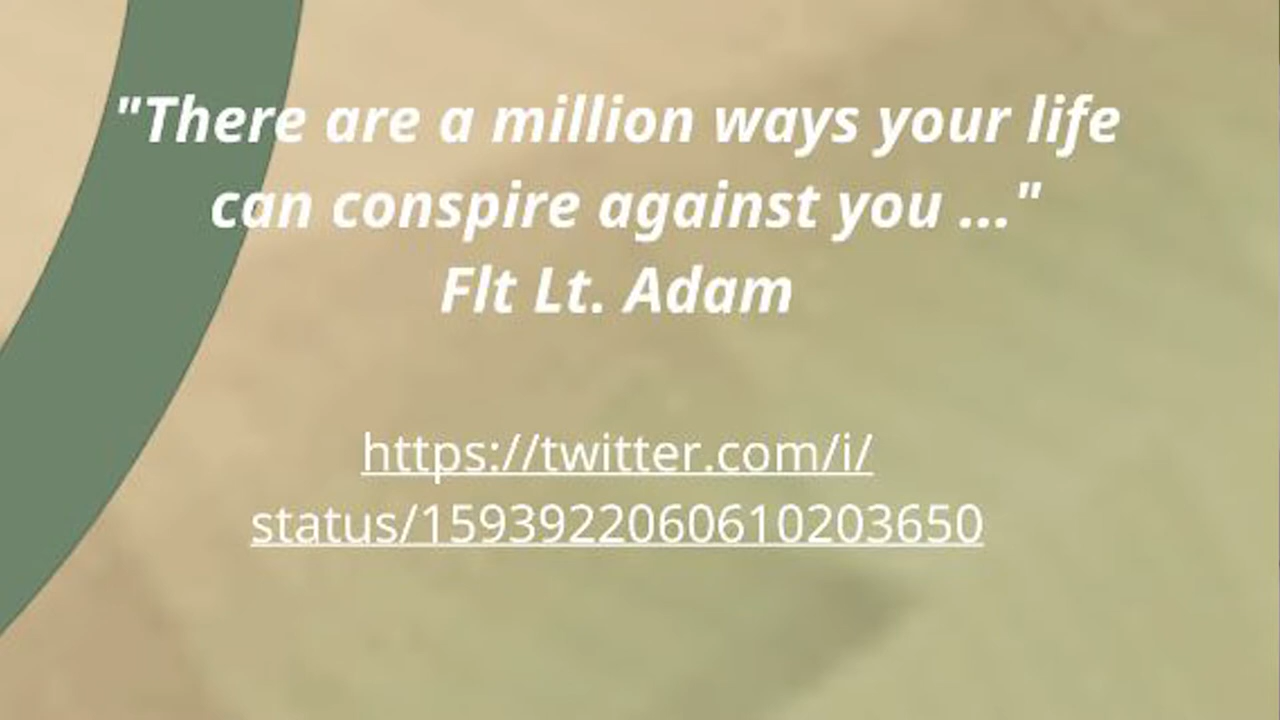 "There are a million ways your life
can conspire against you ..."
Flt Lt. Adam
https://twitter.com/i/
status/1593922060610203650